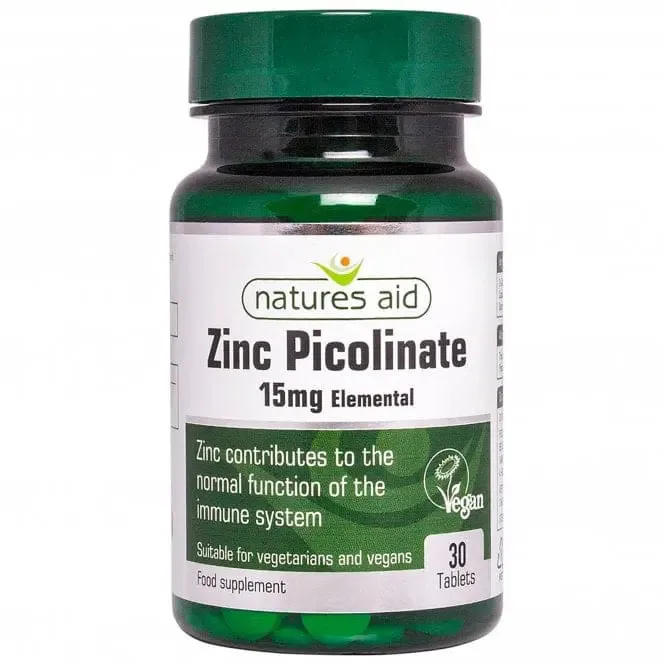 natures aid
Zinc Picolinate
15mg Elemental
Zinc contributes to the
normal function of the
immune system
Vegan
Suitable for vegetarians and vegans
Food supplement
30
Tablets